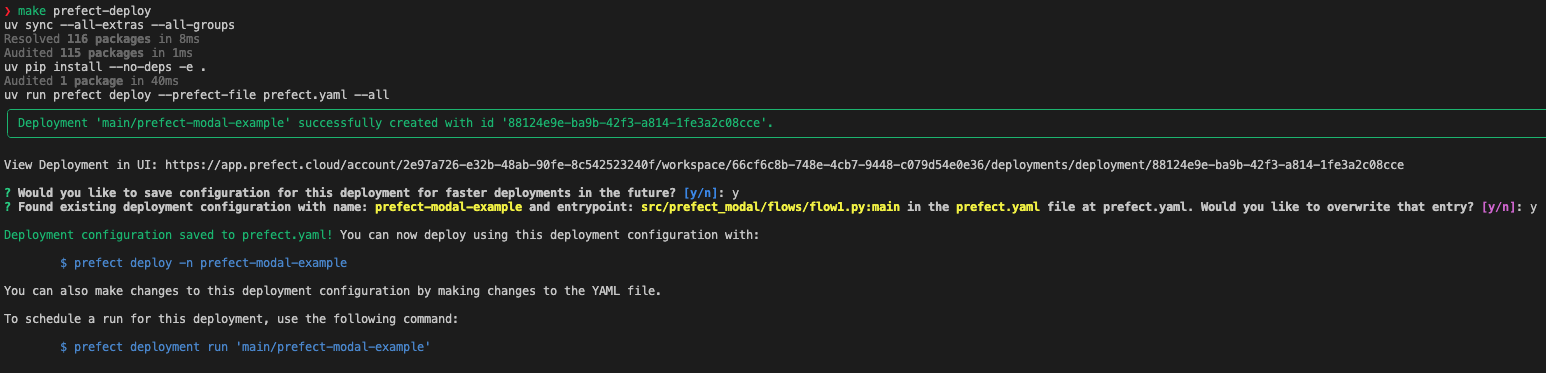 ❯ make prefect-deploy
uv sync --all-extras --all-groups
Resolved 116 packages in 8ms
Audited 115 packages in 1ms
uv pip install --no-deps -e .
Audited 1 package in 40ms
uv run prefect deploy --prefect-file prefect.yaml --all
Deployment 'main/prefect-modal-example' successfully created with id '88124e9e-ba9b-42f3-a814-1fe3a2c08cce'.
View Deployment in UI: https://app.prefect.cloud/account/2e97a726-e32b-48ab-90fe-8c542523240f/workspace/66cf6c8b-748e-4cb7-9448-c079d54e0e36/deployments/deployment/88124e9e-ba9b-42f3-a814-1fe3a2c08cce
? Would you like to save configuration for this deployment for faster deployments in the future? [y/n]: y
? Found existing deployment configuration with name: prefect-modal-example and entrypoint: src/prefect_modal/flows/flow1.py:main in the prefect.yaml file at prefect.yaml. Would you like to overwrite that entry? [y/n]: y
Deployment configuration saved to prefect.yaml! You can now deploy using this deployment configuration with:
$ prefect deploy -n prefect-modal-example
You can also make changes to this deployment configuration by making changes to the YAML file.
To schedule a run for this deployment, use the following command:
$ prefect deployment run 'main/prefect-modal-example'